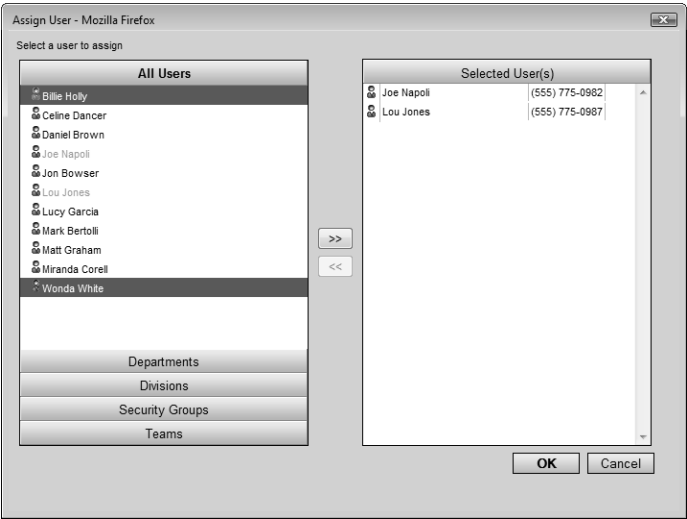 Assign User - Mozilla Firefox
Select a user to assign
All Users
Billie Holly
Celine Dancer
Daniel Brown
Joe Napoli
Jon Bowser
Lou Jones
Lucy Garcia
Mark Bertolli
Matt Graham
Miranda Corell
Wonda White
Departments
Divisions
Security Groups
Teams
>>
<<
Selected User(s)
Joe Napoli (555) 775-0982
Lou Jones (555) 775-0987
OK Cancel